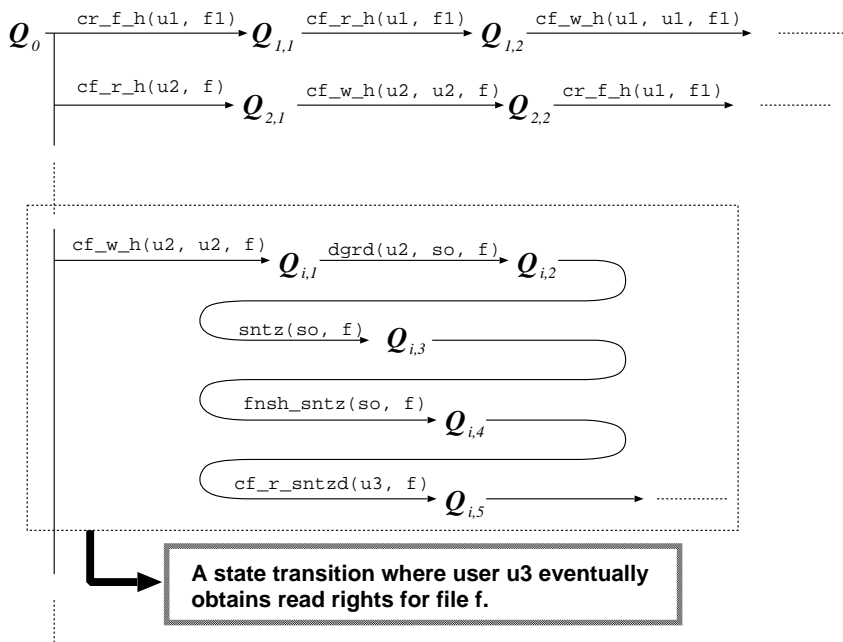 Q0 cr_f_h(u1, f1) Q1,1 cf_r_h(u1, f1) Q1,2 cf_w_h(u1, u1, f1)
cf_r_h(u2, f) Q2,1 cf_w_h(u2, u2, f) Q2,2 cr_f_h(u1, f1)
cf_w_h(u2, u2, f) Qi,1 dgrd(u2, so, f) Qi,2
sntz(so, f) Qi,3
fnsh_sntz(so, f) Qi,4
cf_r_sntzd(u3, f) Qi,5
A state transition where user u3 eventually
obtains read rights for file f.